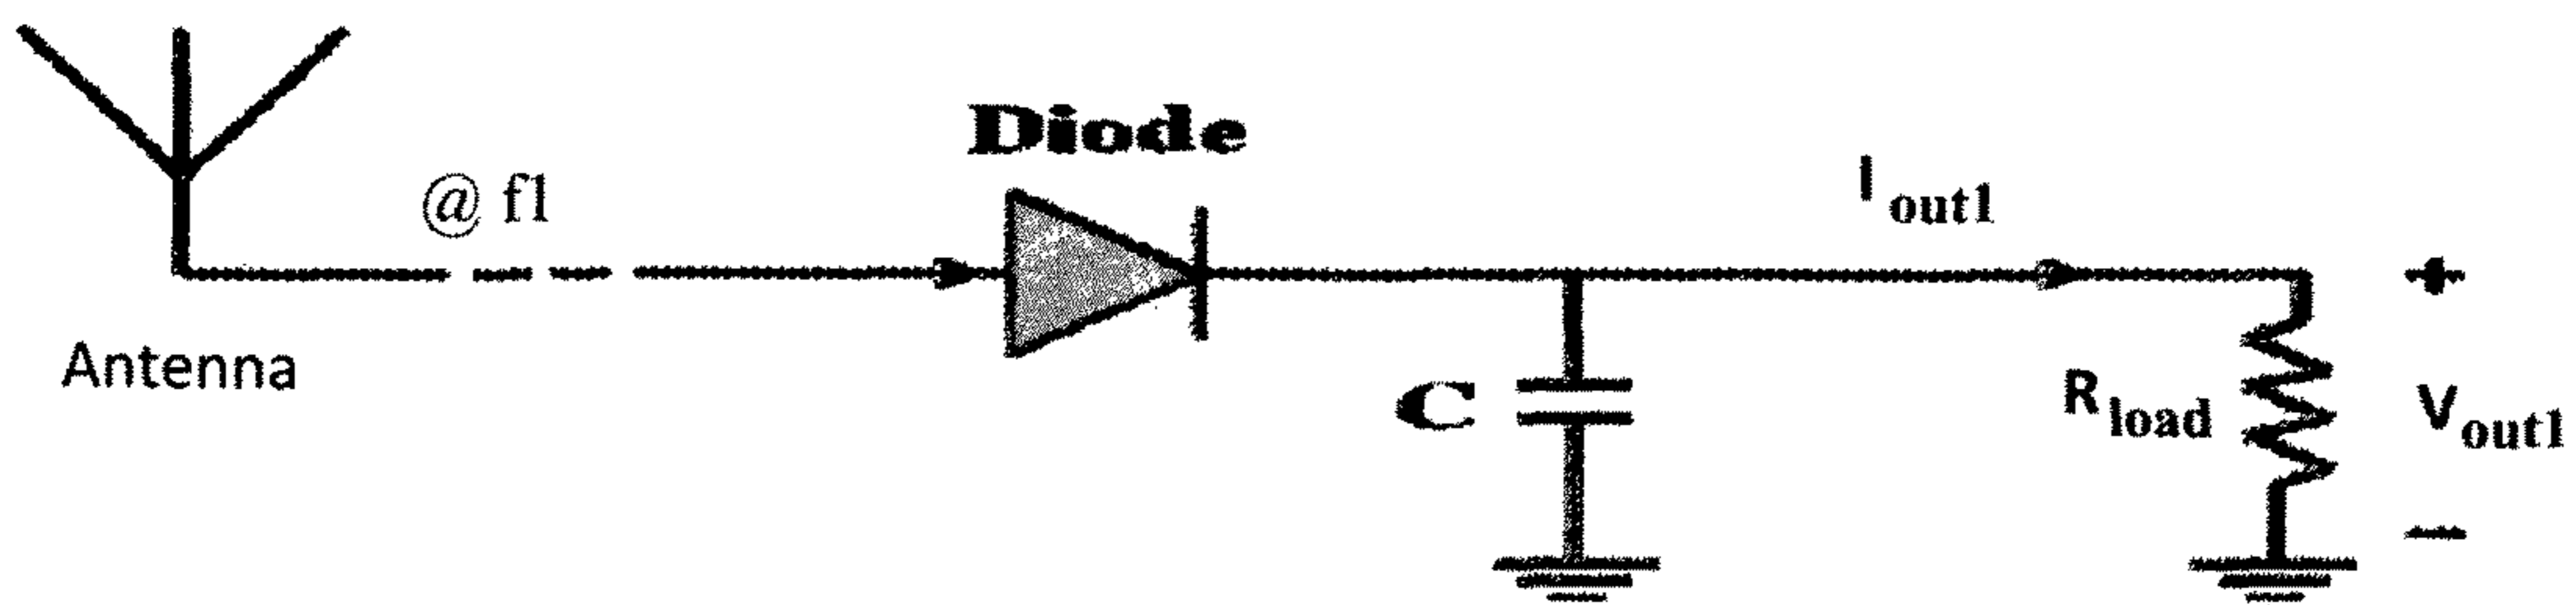 Diode
@ f1
I out1
Antenna
C
R load
V out1
+
−